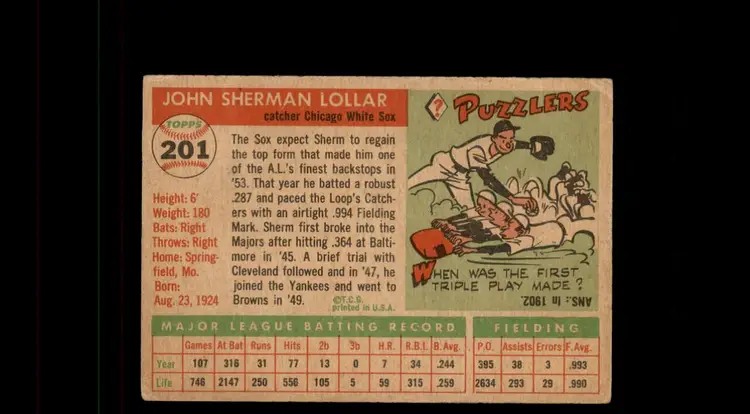 JOHN SHERMAN LOLLAR
catcher Chicago White Sox
TOPPS
201
Height: 6'
Weight: 180
Bats: Right
Throws: Right
Home: Spring-
field, Mo.
Born:
Aug. 23, 1924
The Sox expect Sherm to regain
the top form that made him one
of the A.L.'s finest backstops in
'53. That year he batted a robust
.287 and paced the Loop's Catch-
ers with an airtight .994 Fielding
Mark. Sherm first broke into the
Majors after hitting .364 at Balti-
more in '45. A brief trial with
Cleveland followed and in '47, he
joined the Yankees and went to
Browns in '49.
©T.C.G.
printed in U.S.A.
? PUZZLERS
WHEN WAS THE FIRST
TRIPLE PLAY MADE?
ANS.: In 1902.
MAJOR LEAGUE BATTING RECORD FIELDING
Games At Bat Runs Hits 2b 3b H.R. R.B.I. B.Avg. P.O. Assists Errors F.Avg.
Year 107 316 31 77 13 0 7 34 .244 395 38 3 .993
Life 746 2147 250 556 105 5 59 315 .259 2634 293 29 .990